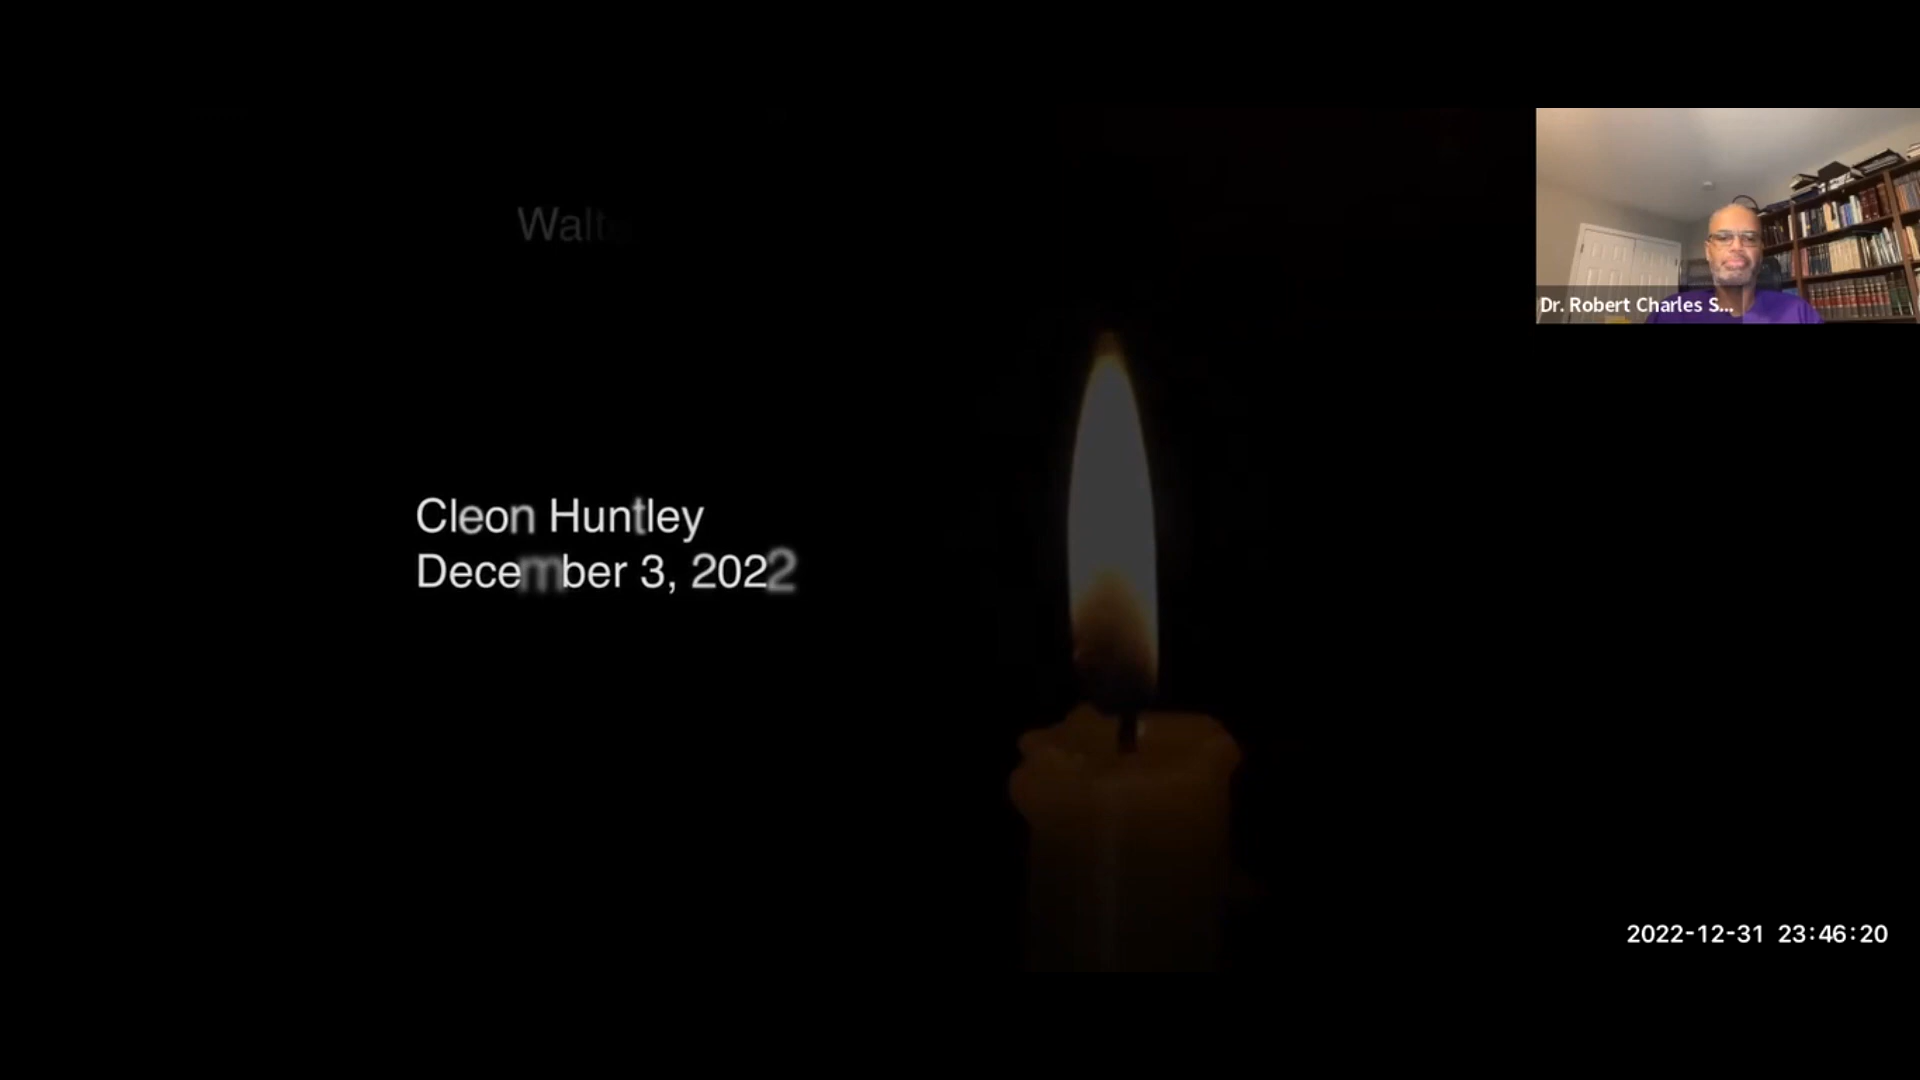 Dr. Robert Charles S...
Cleon Huntley
December 3, 2022
2022-12-31 23:46:20